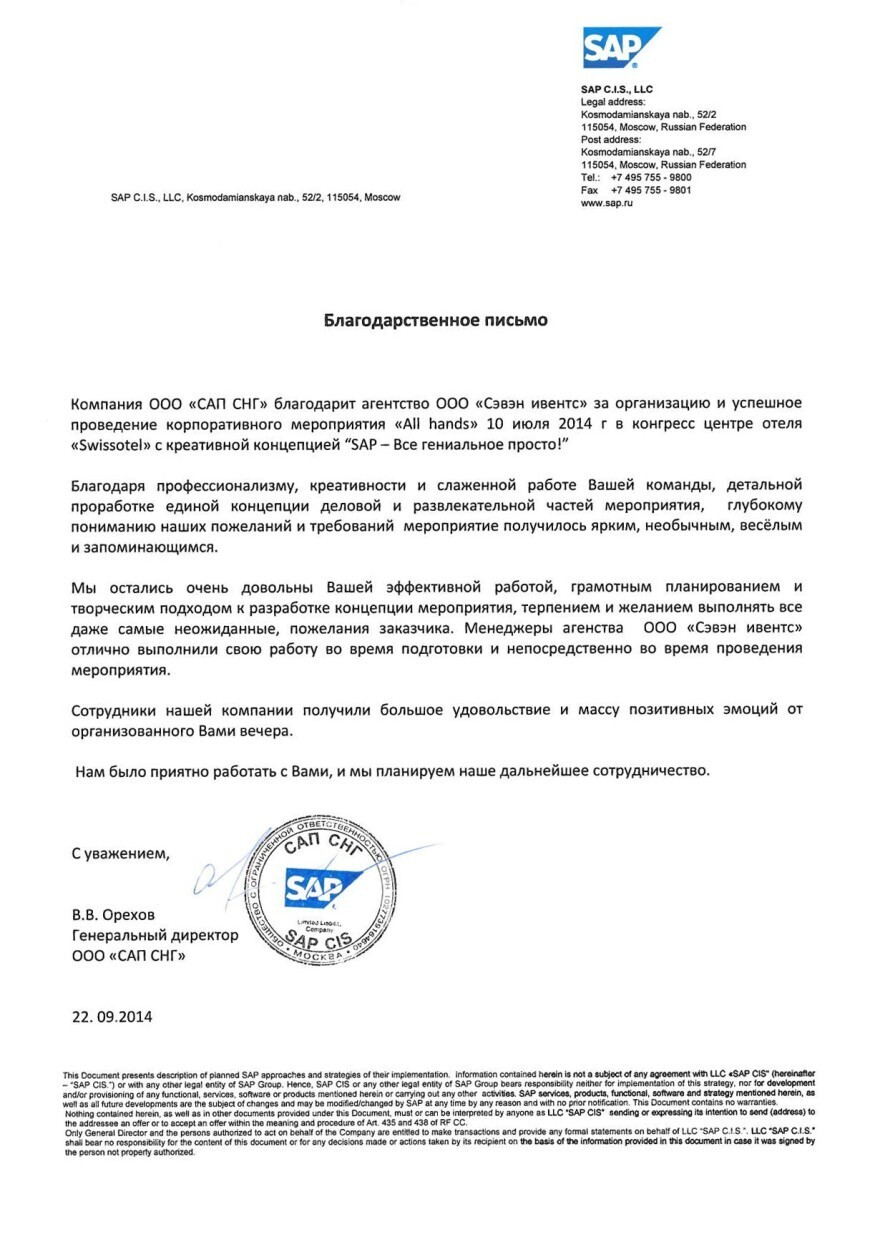 SAP
SAP C.I.S., LLC
Legal address:
Kosmodamianskaya nab., 52/2
115054, Moscow, Russian Federation
Post address:
Kosmodamianskaya nab., 52/7
115054, Moscow, Russian Federation
Tel.: +7 495 755 - 9800
Fax +7 495 755 - 9801
www.sap.ru
SAP C.I.S., LLC, Kosmodamianskaya nab., 52/2, 115054, Moscow
Благодарственное письмо
Компания ООО «САП СНГ» благодарит агентство ООО «Сэвэн ивентс» за организацию и успешное
проведение корпоративного мероприятия «All hands» 10 июля 2014 г в конгресс центре отеля
«Swissotel» с креативной концепцией “SAP – Все гениальное просто!”
Благодаря профессионализму, креативности и слаженной работе Вашей команды, детальной
проработке единой концепции деловой и развлекательной частей мероприятия, глубокому
пониманию наших пожеланий и требований мероприятие получилось ярким, необычным, весёлым
и запоминающимся.
Мы остались очень довольны Вашей эффективной работой, грамотным планированием и
творческим подходом к разработке концепции мероприятия, терпением и желанием выполнять все
даже самые неожиданные, пожелания заказчика. Менеджеры агенства ООО «Сэвэн ивентс»
отлично выполнили свою работу во время подготовки и непосредственно во время проведения
мероприятия.
Сотрудники нашей компании получили большое удовольствие и массу позитивных эмоций от
организованного Вами вечера.
Нам было приятно работать с Вами, и мы планируем наше дальнейшее сотрудничество.
С уважением,
В.В. Орехов
Генеральный директор
ООО «САП СНГ»
ОБЩЕСТВО С ОГРАНИЧЕННОЙ ОТВЕТСТВЕННОСТЬЮ
САП СНГ
SAP
Limited Liability
Company
SAP CIS
МОСКВА
22. 09.2014
This Document presents description of planned SAP approaches and strategies of their implementation. Information contained herein is not a subject of any agreement with LLC «SAP CIS" (hereinafter
– "SAP CIS.") or with any other legal entity of SAP Group. Hence, SAP CIS or any other legal entity of SAP Group bears responsibility neither for implementation of this strategy, nor for development
and/or provisioning of any functional, services, software or products mentioned herein or carrying out any other activities. SAP services, products, functional, software and strategy mentioned herein, as
well as all future developments are the subject of changes and may be modified/changed by SAP at any time by any reason and with no prior notification. This Document contains no warranties.
Nothing contained herein, as well as in other documents provided under this Document, must or can be interpreted by anyone as LLC "SAP CIS" sending or expressing its intention to send (address) to
the addressee an offer or to accept an offer within the meaning and procedure of Art. 435 and 438 of RF CC.
Only General Director and the persons authorized to act on behalf of the Company are entitled to make transactions and provide any formal statements on behalf of LLC "SAP C.I.S.". LLC "SAP C.I.S."
shall bear no responsibility for the content of this document or for any decisions made or actions taken by its recipient on the basis of the information provided in this document in case it was signed by
the person not properly authorized.